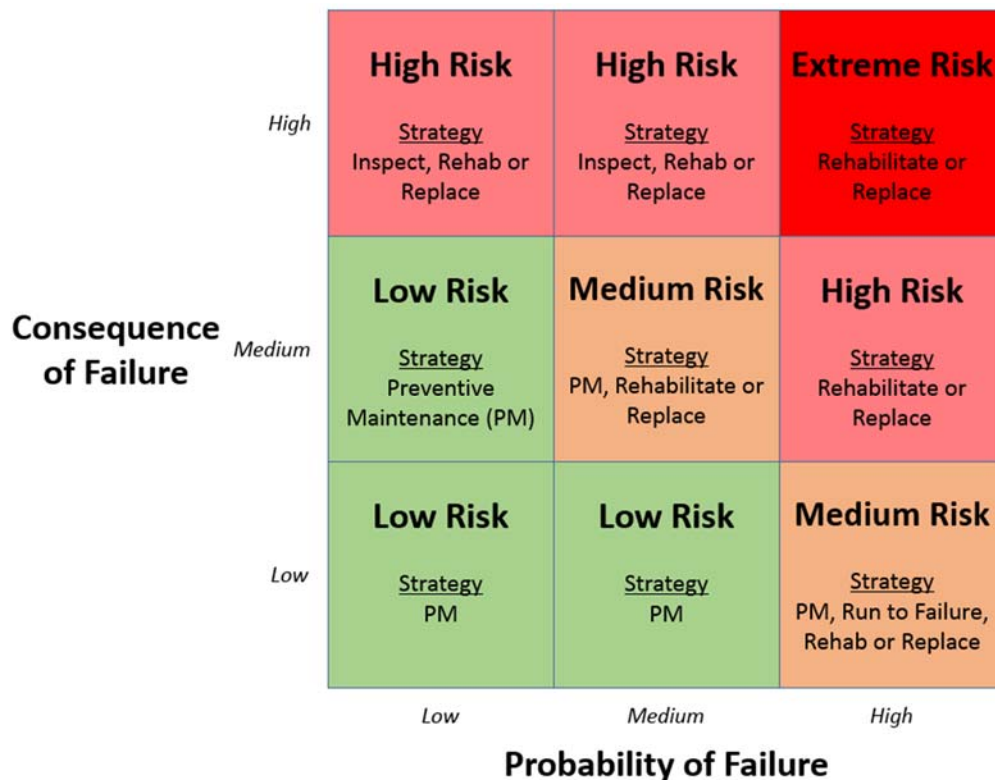 High Risk
Strategy
Inspect, Rehab or
Replace
High Risk
Strategy
Inspect, Rehab or
Replace
Extreme Risk
Strategy
Rehabilitate or
Replace
High
Low Risk
Strategy
Preventive
Maintenance (PM)
Medium Risk
Strategy
PM, Rehabilitate or
Replace
High Risk
Strategy
Rehabilitate or
Replace
Consequence
of Failure
Medium
Low Risk
Strategy
PM
Low Risk
Strategy
PM
Medium Risk
Strategy
PM, Run to Failure,
Rehab or Replace
Low
Low
Medium
High
Probability of Failure